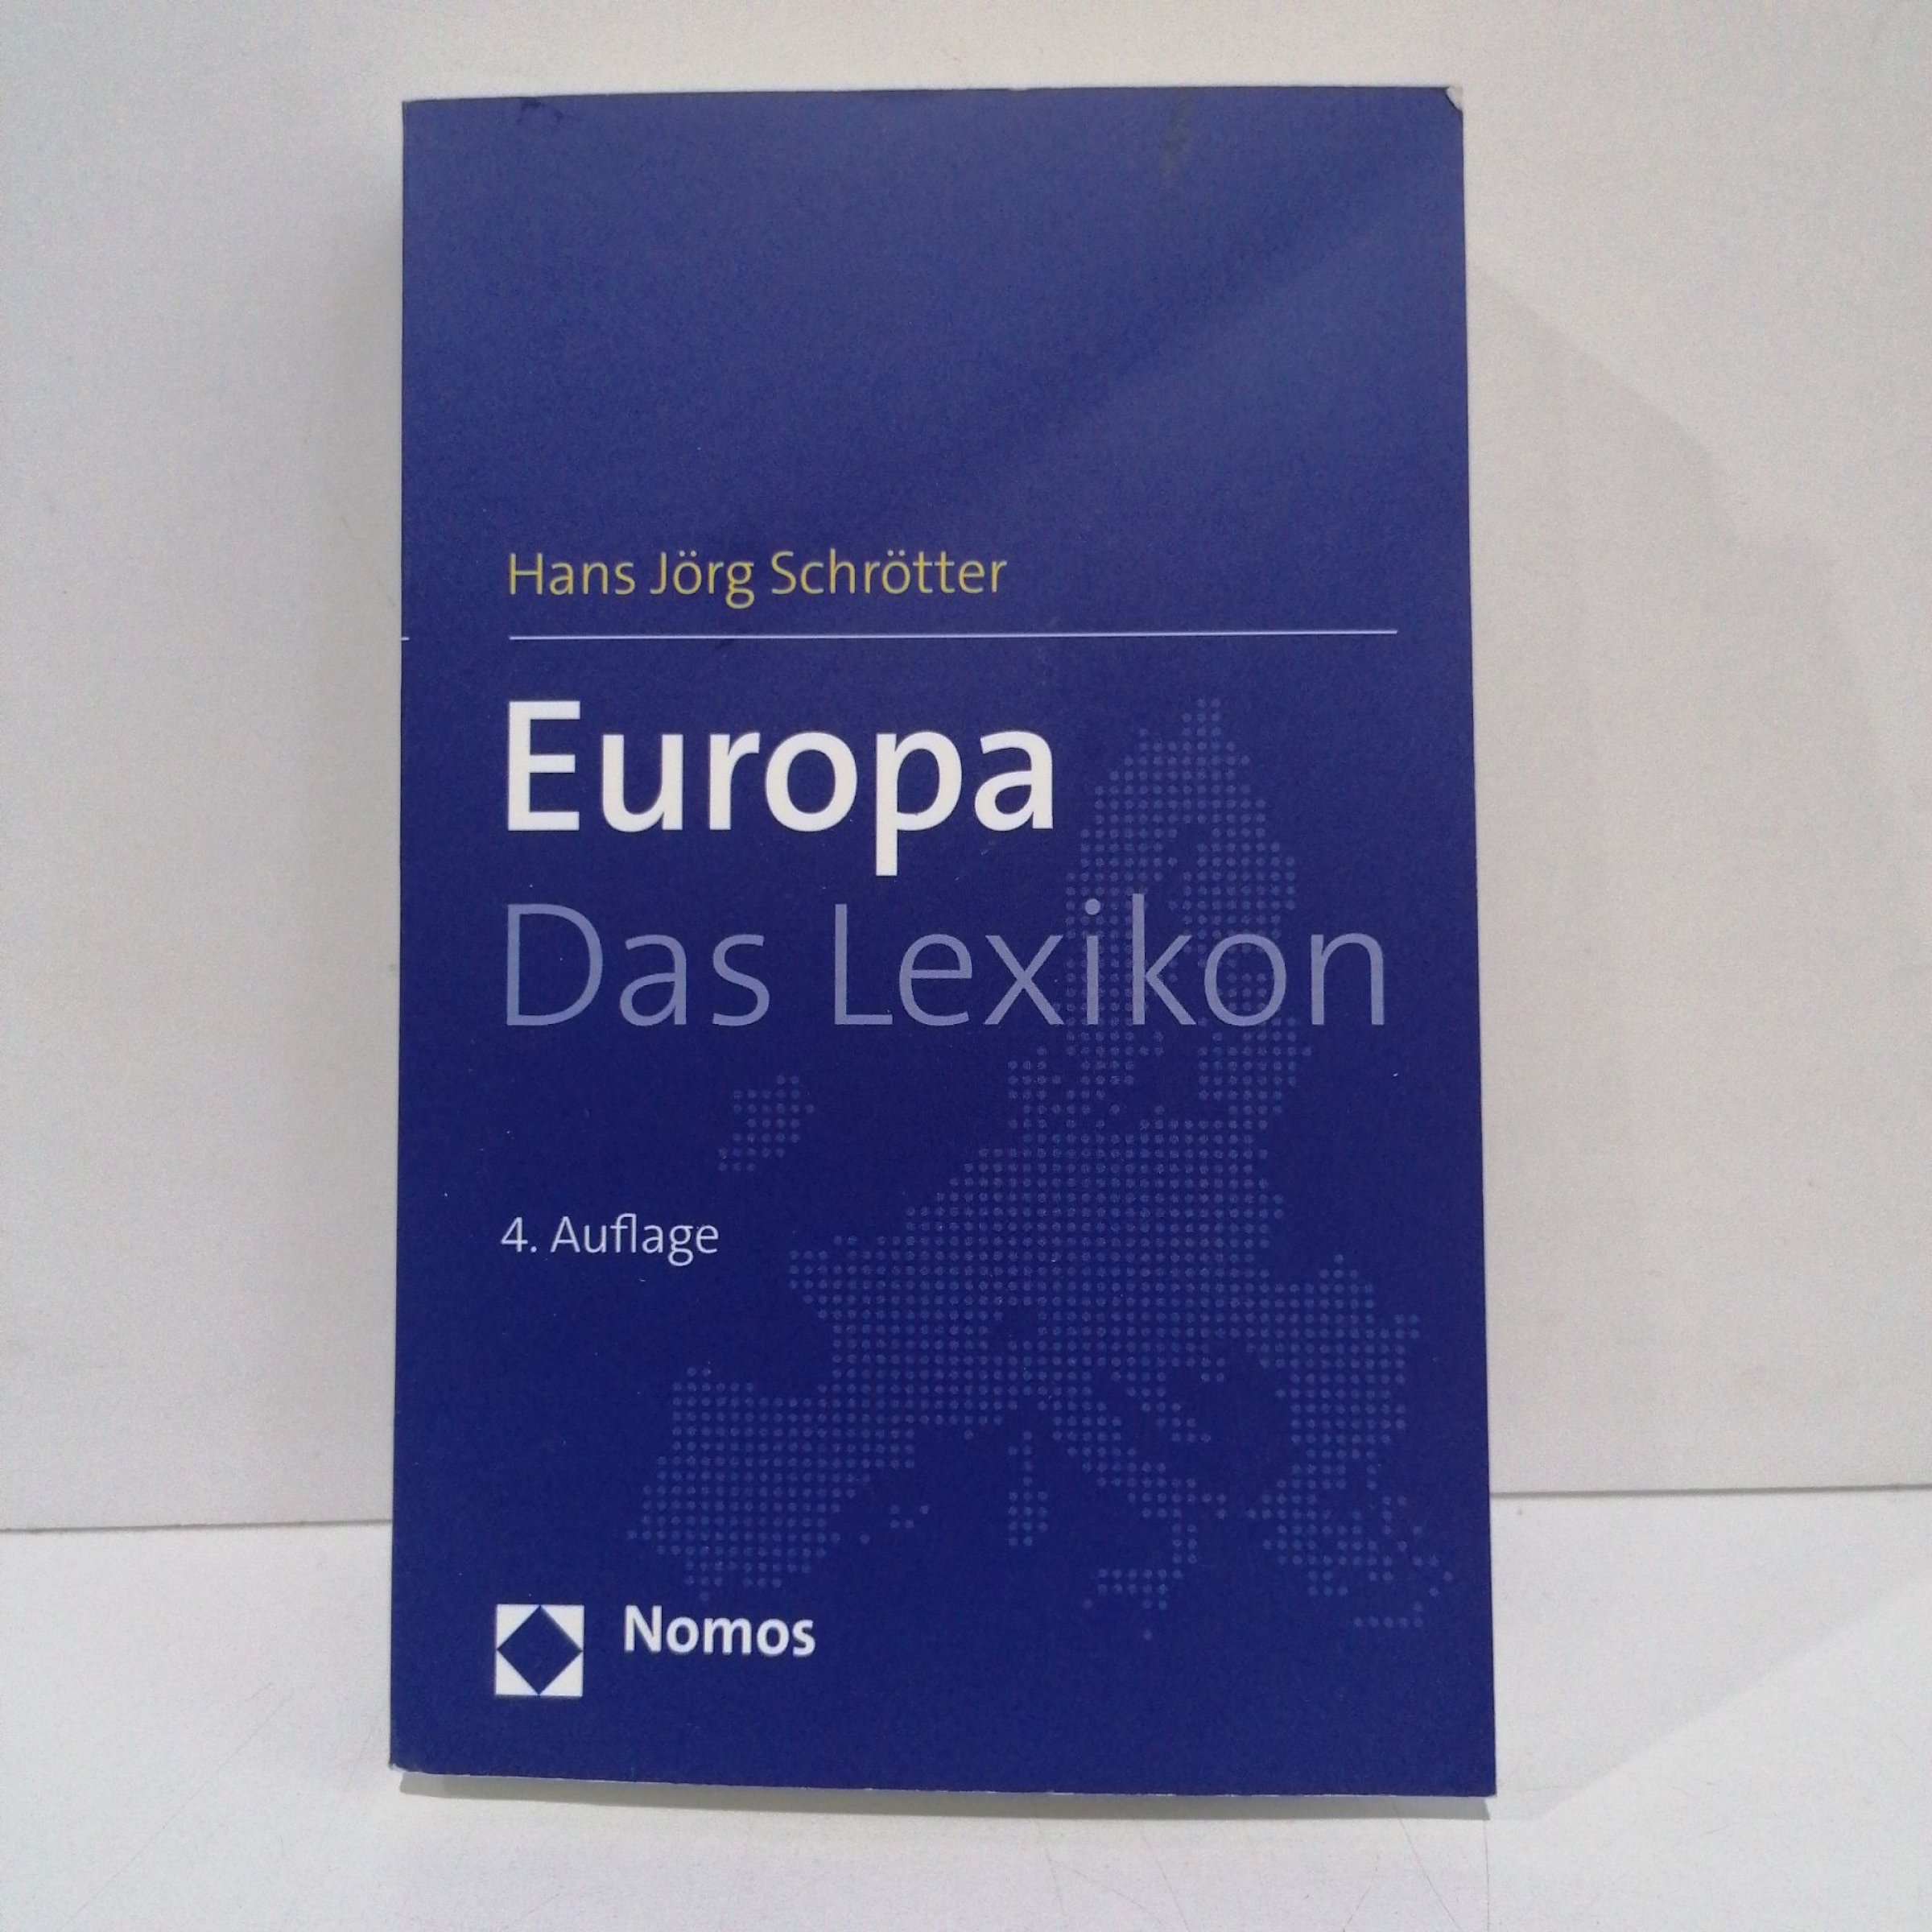 Hans Jörg Schrötter
Europa
Das Lexikon
4. Auflage
Nomos